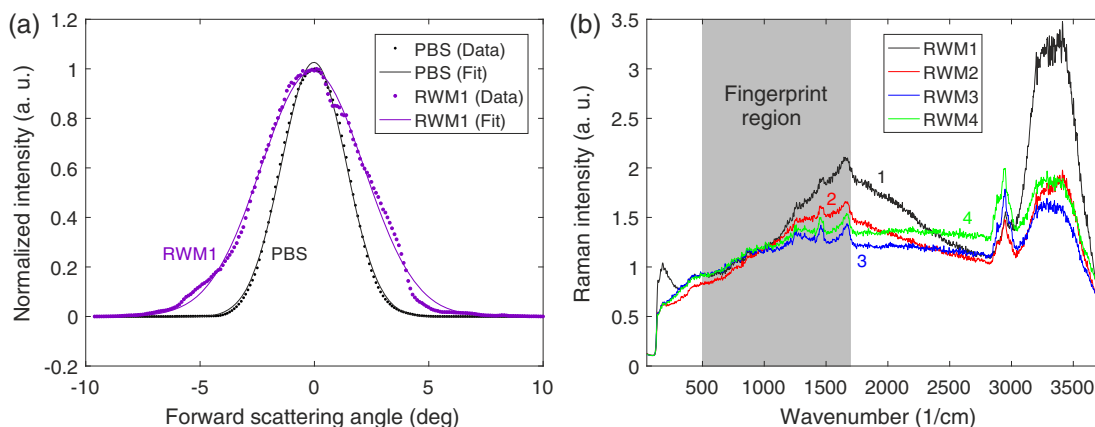 (a)
Normalized intensity (a. u.)
1.2
1
0.8
0.6
0.4
0.2
0
-0.2
-10
-5
0
5
10
Forward scattering angle (deg)
PBS (Data)
PBS (Fit)
RWM1 (Data)
RWM1 (Fit)
RWM1
PBS
(b)
Raman intensity (a. u.)
3.5
3
2.5
2
1.5
1
0.5
0
500
1000
1500
2000
2500
3000
3500
Wavenumber (1/cm)
Fingerprint
region
RWM1
RWM2
RWM3
RWM4
1
2
3
4